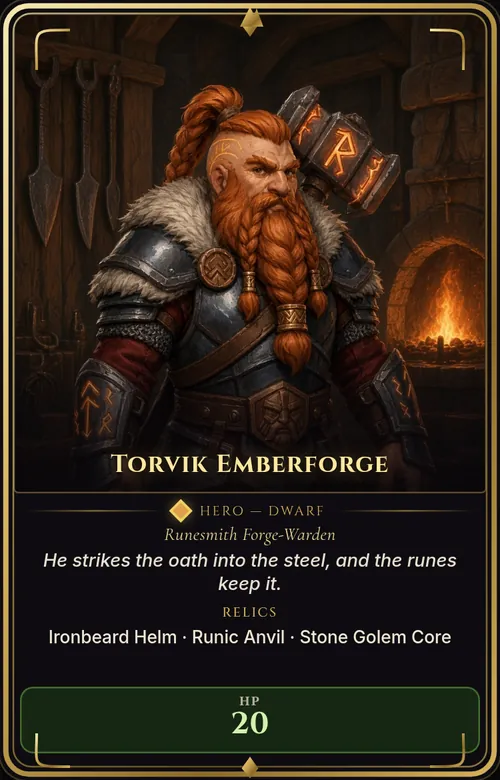 TORVIK EMBERFORGE
HERO — DWARF
Runesmith Forge-Warden
He strikes the oath into the steel, and the runes
keep it.
RELICS
Ironbeard Helm · Runic Anvil · Stone Golem Core
HP
20